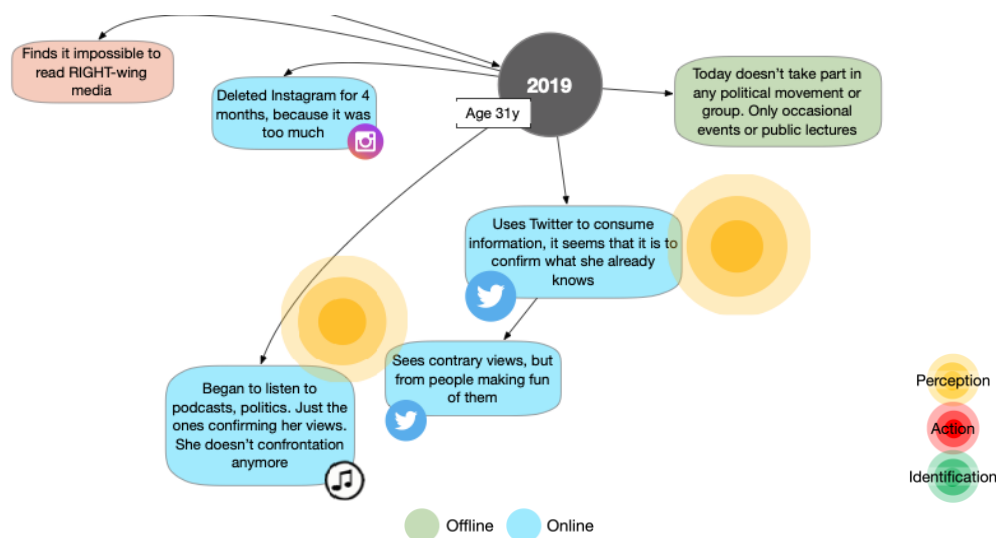 Finds it impossible to
read RIGHT-wing
media
Deleted Instagram for 4
months, because it was
too much
2019
Age 31y
Today doesn't take part in
any political movement or
group. Only occasional
events or public lectures
Uses Twitter to consume
information, it seems that it is to
confirm what she already
knows
Sees contrary views, but
from people making fun
of them
Began to listen to
podcasts, politics. Just the
ones confirming her views.
She doesn't confrontation
anymore
Perception
Action
Identification
Offline
Online